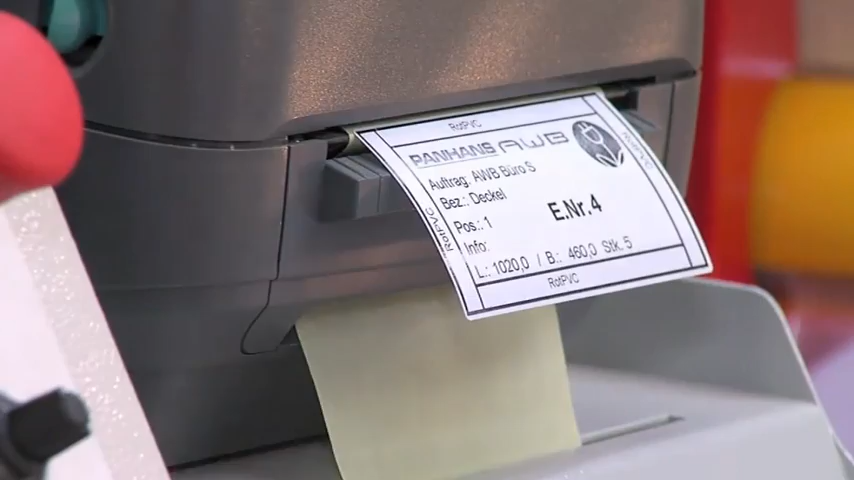 RotPVC
PANHANS AWB
RotPVC
Auftrag: AWB Büro S
Bez.: Deckel
E.Nr.4
Pos.: 1
Info:
RotPVC
L.: 1020,0 / B.: 460,0 Stk. 5
RotPVC